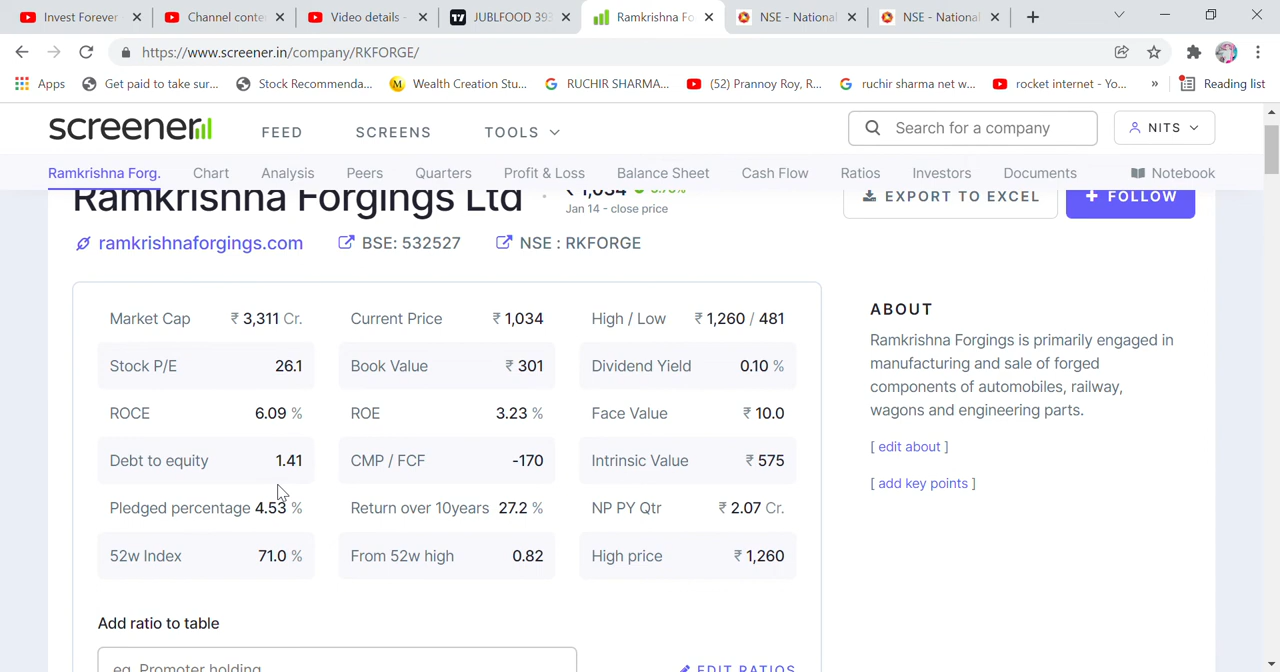 Invest Forever
Channel conte
Video details -
JUBLFOOD 393
Ramkrishna Fo
NSE - National
NSE - National
https://www.screener.in/company/RKFORGE/
Apps
Get paid to take sur...
Stock Recommenda...
Wealth Creation Stu...
RUCHIR SHARMA...
(52) Prannoy Roy, R...
ruchir sharma net w...
rocket internet - Yo...
»
Reading list
screener
FEED
SCREENS
TOOLS
Search for a company
NITS
Ramkrishna Forg.
Chart
Analysis
Peers
Quarters
Profit & Loss
Balance Sheet
Cash Flow
Ratios
Investors
Documents
Notebook
Ramkrishna Forgings Ltd
₹ 1,034
Jan 14 - close price
EXPORT TO EXCEL
+ FOLLOW
ramkrishnaforgings.com
BSE: 532527
NSE : RKFORGE
Market Cap ₹ 3,311 Cr.
Current Price ₹ 1,034
High / Low ₹ 1,260 / 481
Stock P/E 26.1
Book Value ₹ 301
Dividend Yield 0.10 %
ROCE 6.09 %
ROE 3.23 %
Face Value ₹ 10.0
Debt to equity 1.41
CMP / FCF -170
Intrinsic Value ₹ 575
Pledged percentage 4.53 %
Return over 10years 27.2 %
NP PY Qtr ₹ 2.07 Cr.
52w Index 71.0 %
From 52w high 0.82
High price ₹ 1,260
ABOUT
Ramkrishna Forgings is primarily engaged in
manufacturing and sale of forged
components of automobiles, railway,
wagons and engineering parts.
[ edit about ]
[ add key points ]
Add ratio to table
eg. Promoter holding
EDIT RATIOS